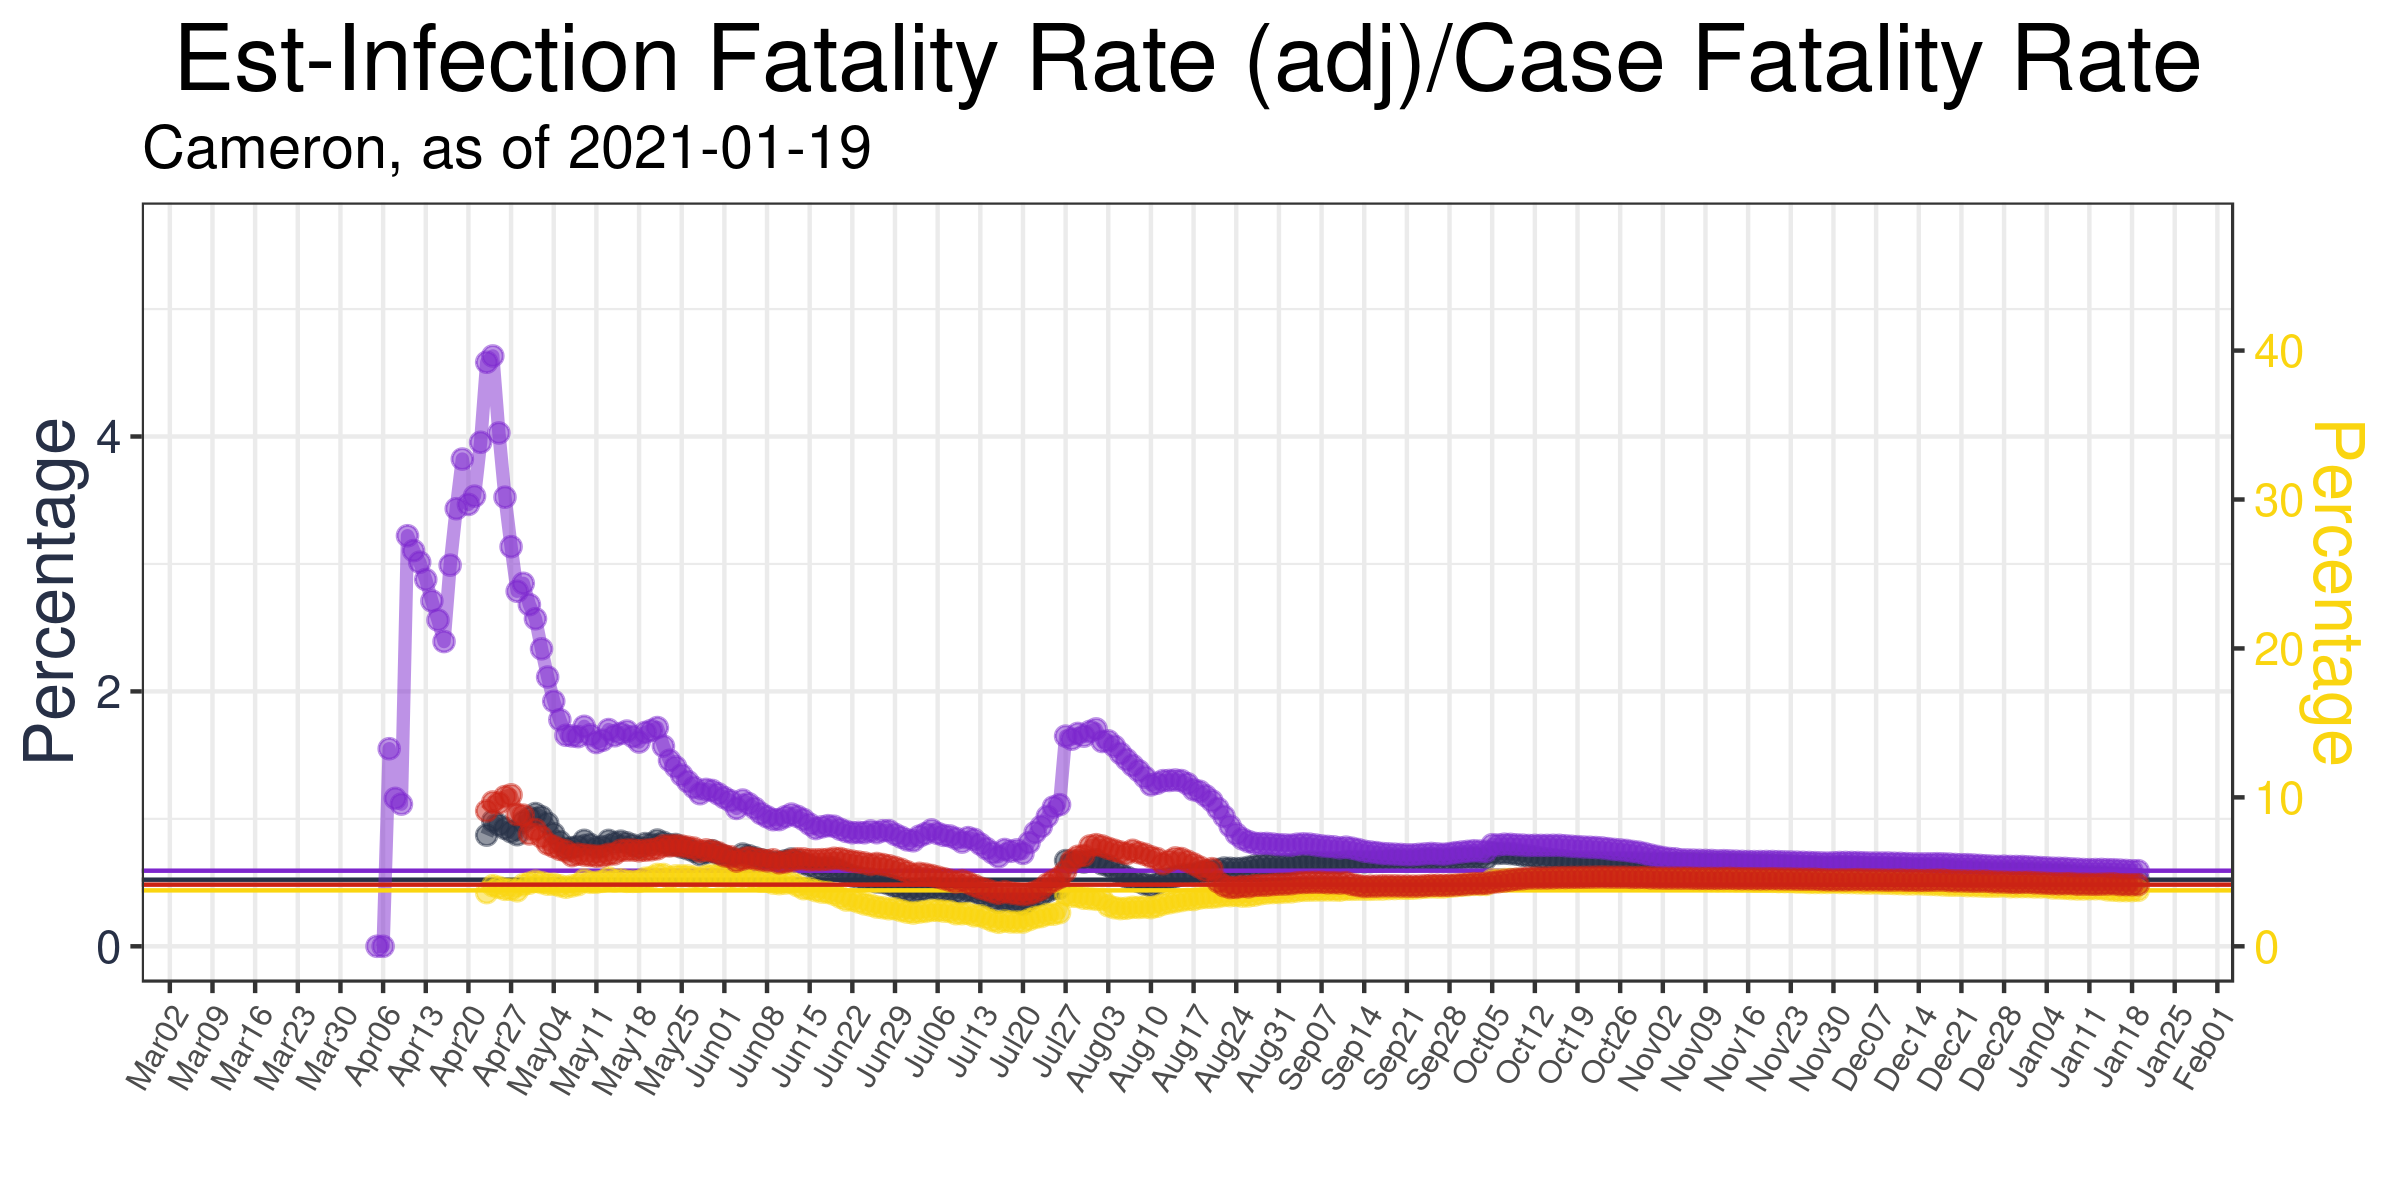 Est-Infection Fatality Rate (adj)/Case Fatality Rate
Cameron, as of 2021-01-19
Percentage
4
2
0
40
30
20
10
0
Percentage
Mar02 Mar09 Mar16 Mar23 Mar30 Apr06 Apr13 Apr20 Apr27 May04 May11 May18 May25 Jun01 Jun08 Jun15 Jun22 Jun29 Jul06 Jul13 Jul20 Jul27 Aug03 Aug10 Aug17 Aug24 Aug31 Sep07 Sep14 Sep21 Sep28 Oct05 Oct12 Oct19 Oct26 Nov02 Nov09 Nov16 Nov23 Nov30 Dec07 Dec14 Dec21 Dec28 Jan04 Jan11 Jan18 Jan25 Feb01